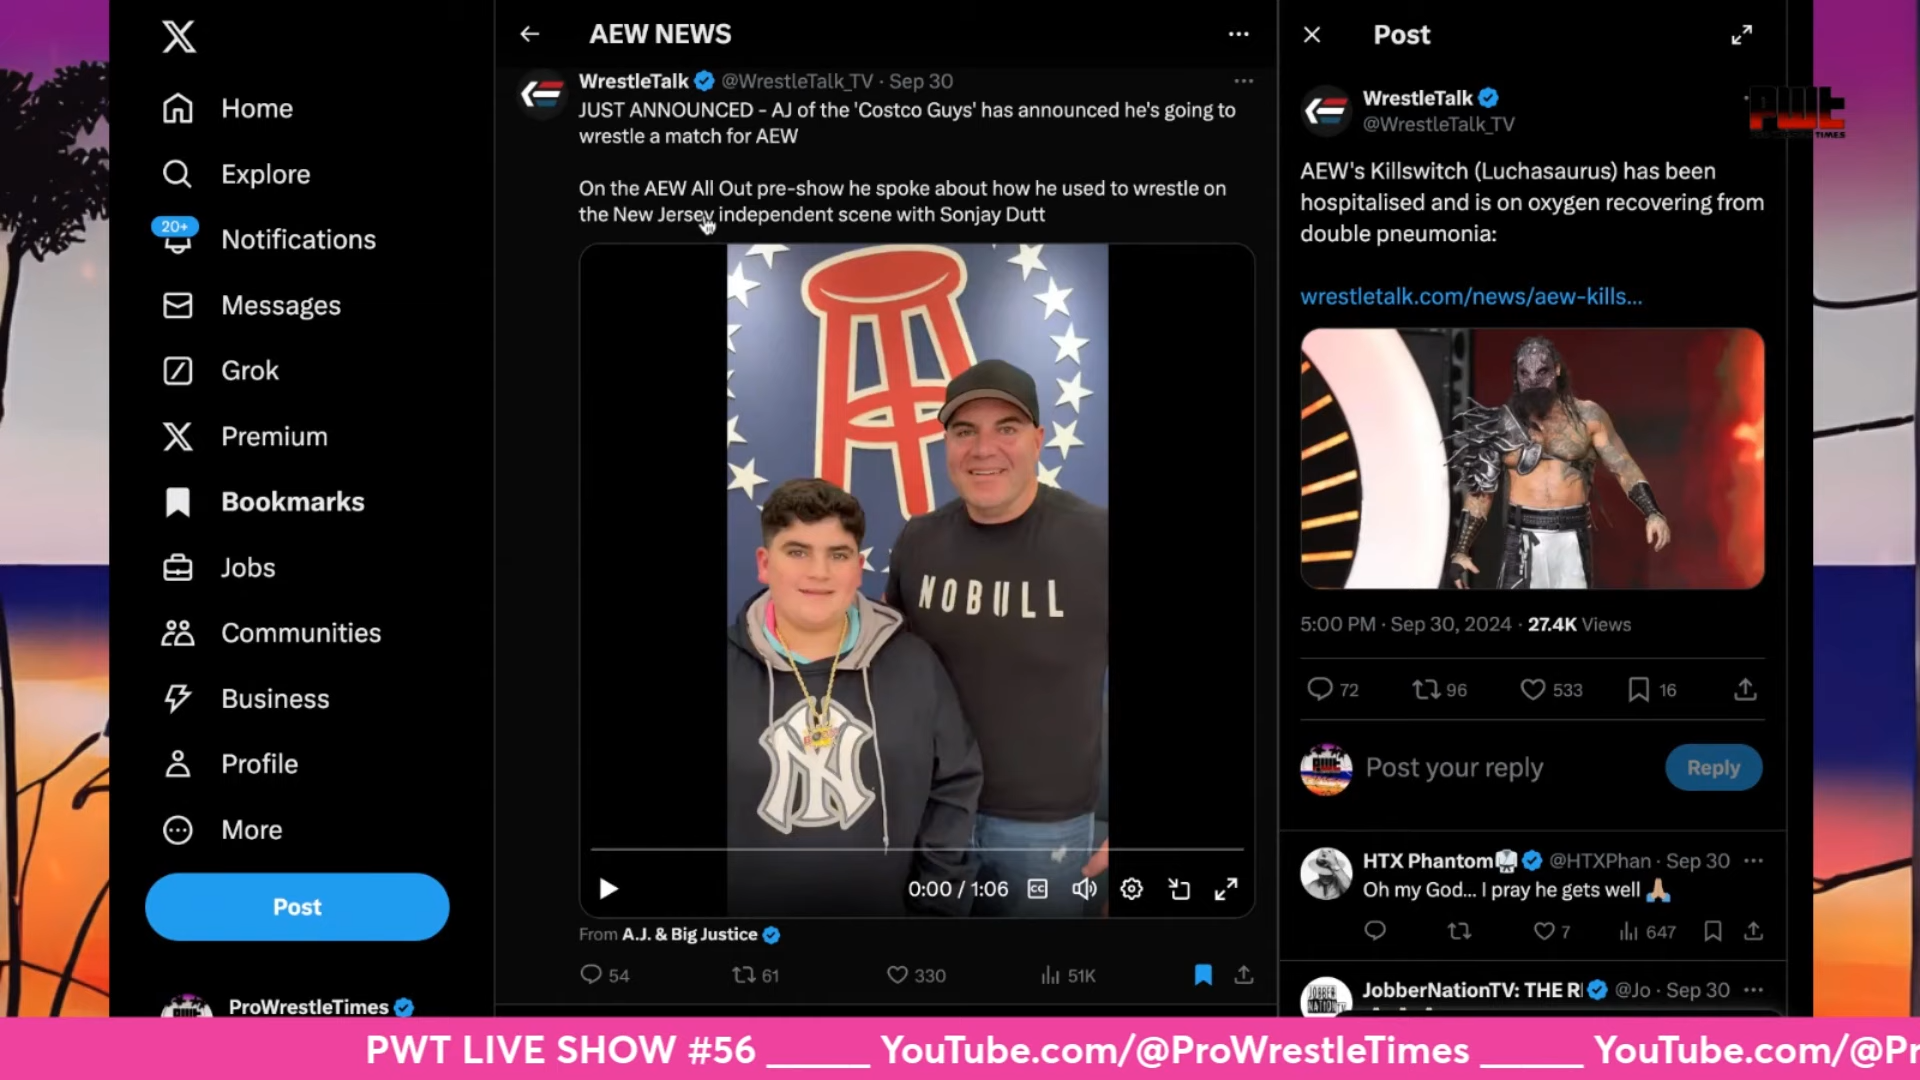 Home
Explore
20+
Notifications
Messages
Grok
Premium
Bookmarks
Jobs
Communities
Business
Profile
More
Post
ProWrestleTimes
AEW NEWS
WrestleTalk @WrestleTalk_TV · Sep 30
JUST ANNOUNCED - AJ of the 'Costco Guys' has announced he's going to
wrestle a match for AEW
On the AEW All Out pre-show he spoke about how he used to wrestle on
the New Jersey independent scene with Sonjay Dutt
NOBULL
NY
0:00 / 1:06
CC
From A.J. & Big Justice
54
61
330
51K
Post
WrestleTalk
@WrestleTalk_TV
PWT
AEW's Killswitch (Luchasaurus) has been
hospitalised and is on oxygen recovering from
double pneumonia:
wrestletalk.com/news/aew-kills...
5:00 PM · Sep 30, 2024 · 27.4K Views
72
96
533
16
PWT
Post your reply
Reply
HTX Phantom @HTXPhan · Sep 30
Oh my God... I pray he gets well
7
647
JobberNationTV: THE R @Jo · Sep 30
PWT LIVE SHOW #56 _____ YouTube.com/@ProWrestleTimes _____ YouTube.com/@Pr